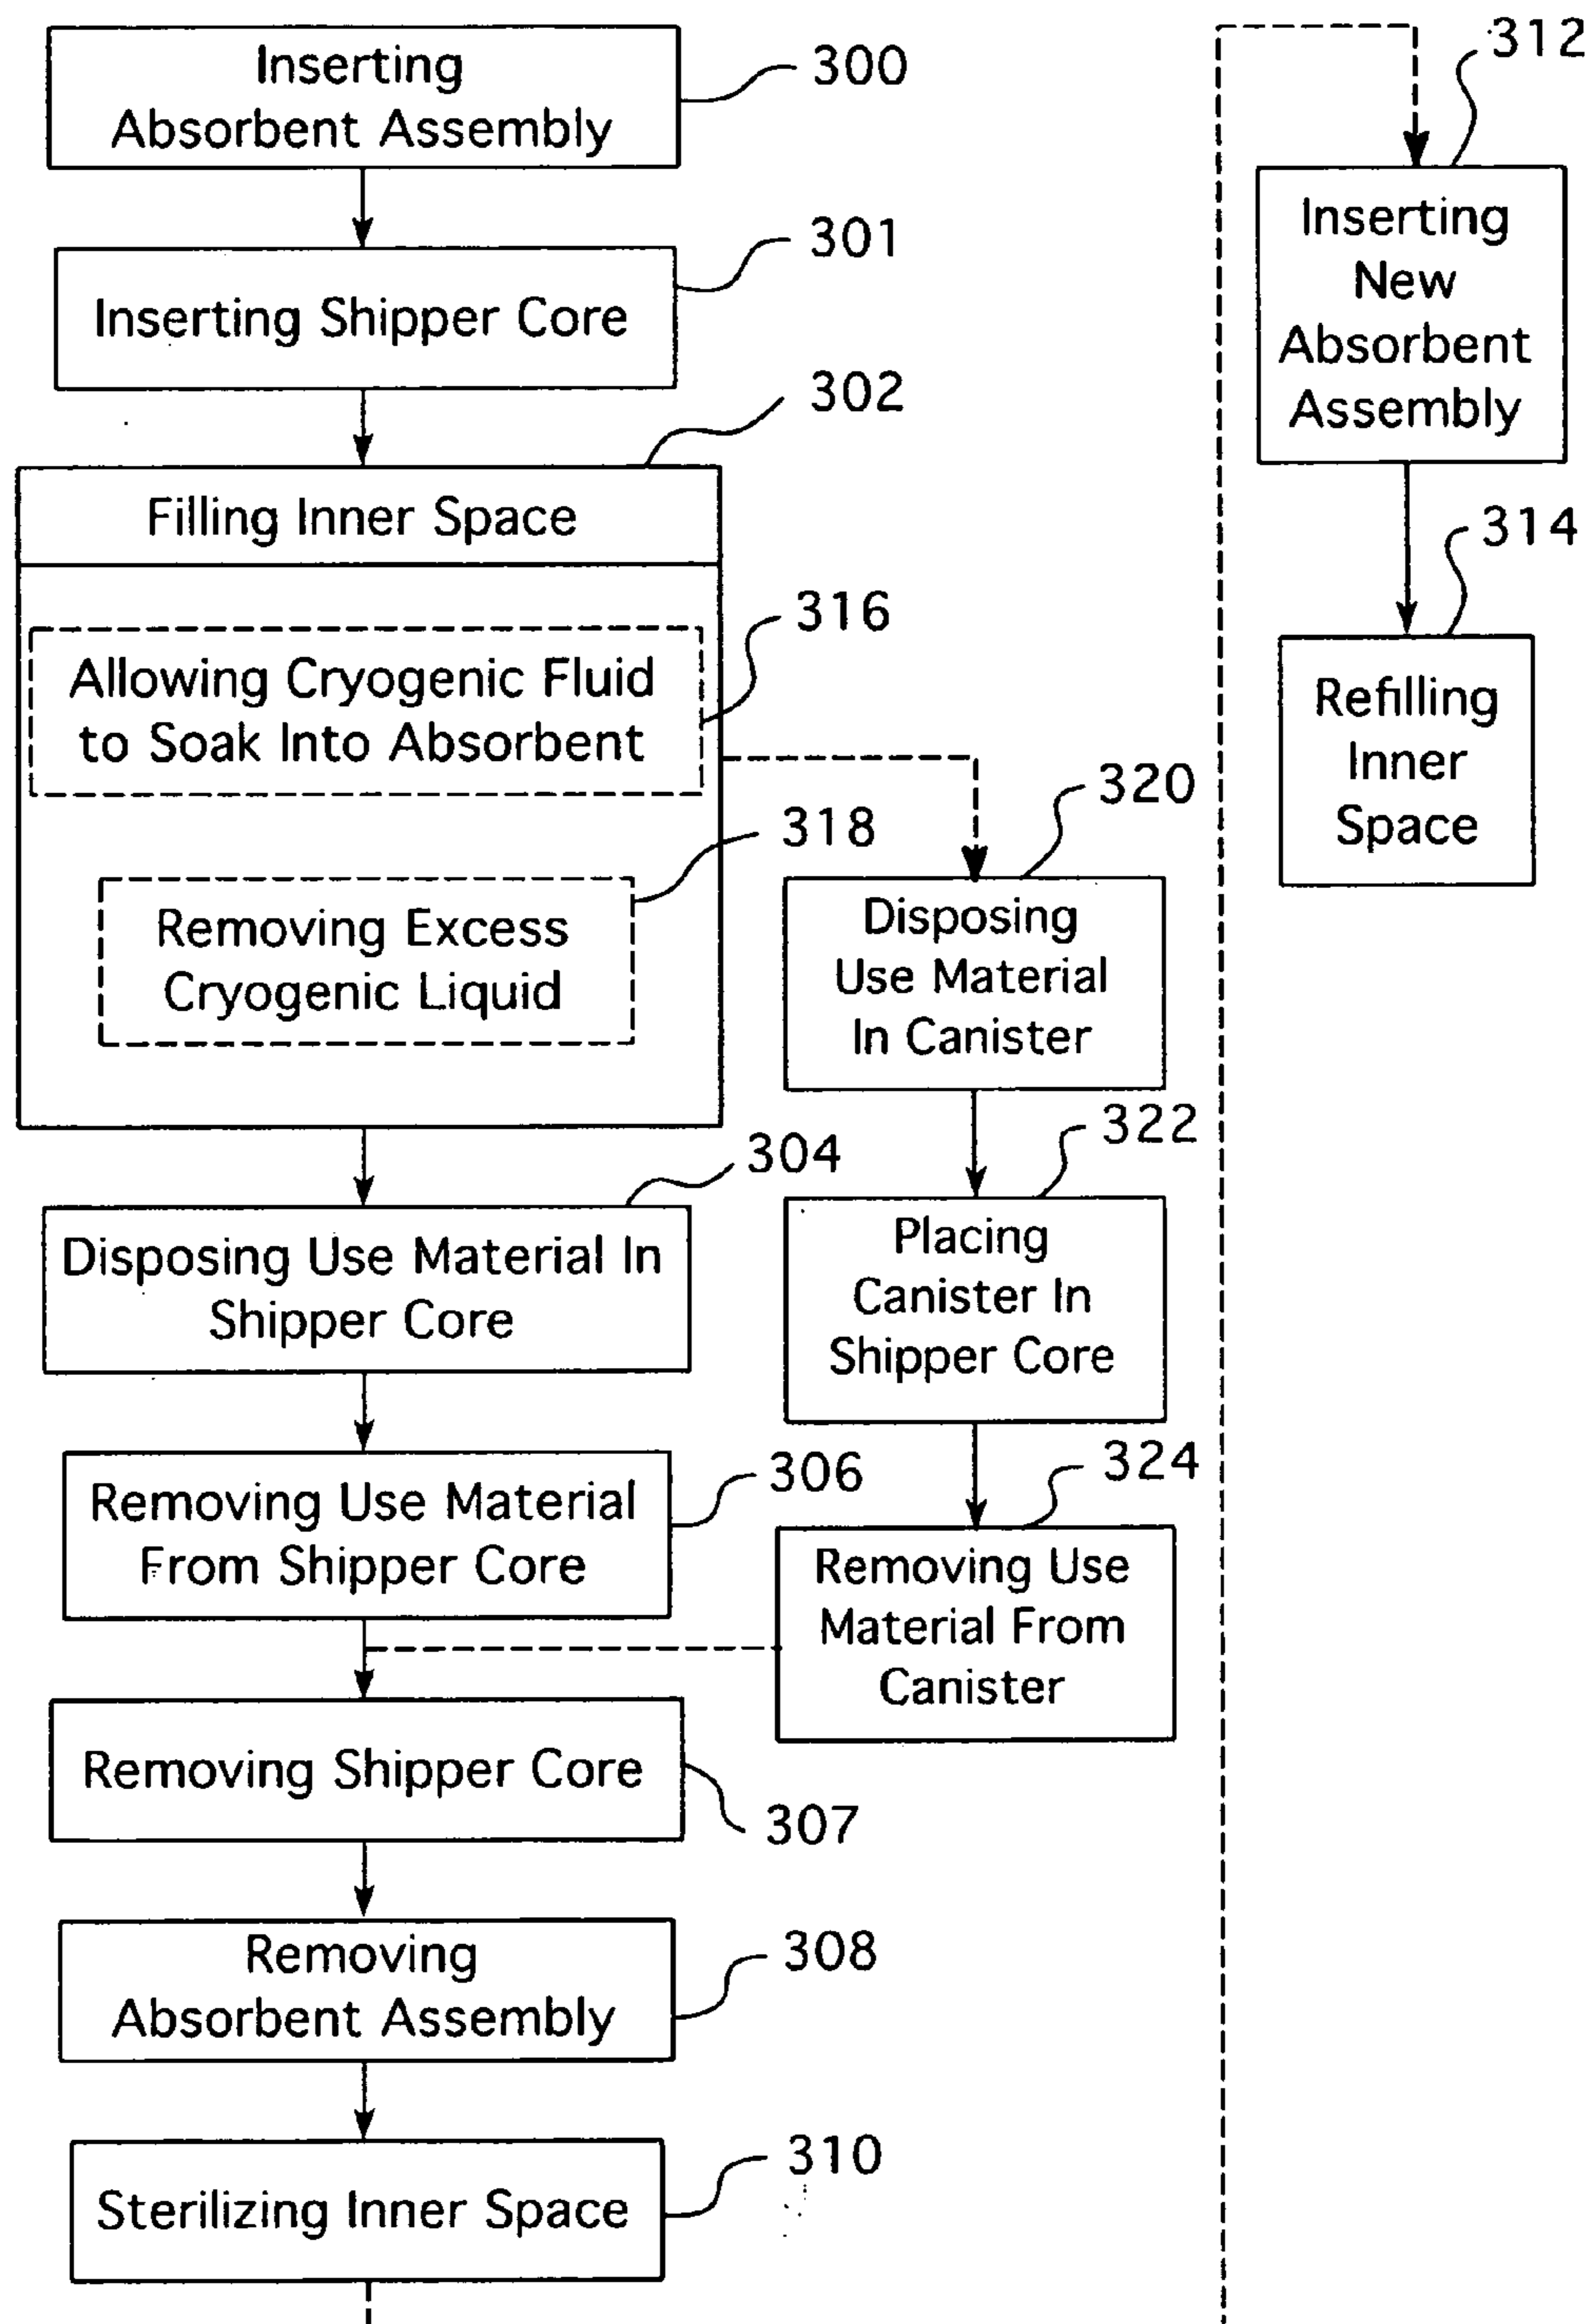 Inserting
Absorbent Assembly
300
Inserting Shipper Core
301
302
Filling Inner Space
316
Allowing Cryogenic Fluid
to Soak Into Absorbent
318
Removing Excess
Cryogenic Liquid
304
Disposing Use Material In
Shipper Core
306
Removing Use Material
From Shipper Core
Removing Shipper Core
307
Removing
Absorbent Assembly
308
310
Sterilizing Inner Space
320
Disposing
Use Material
In Canister
322
Placing
Canister In
Shipper Core
324
Removing Use
Material From
Canister
312
Inserting
New
Absorbent
Assembly
314
Refilling
Inner
Space